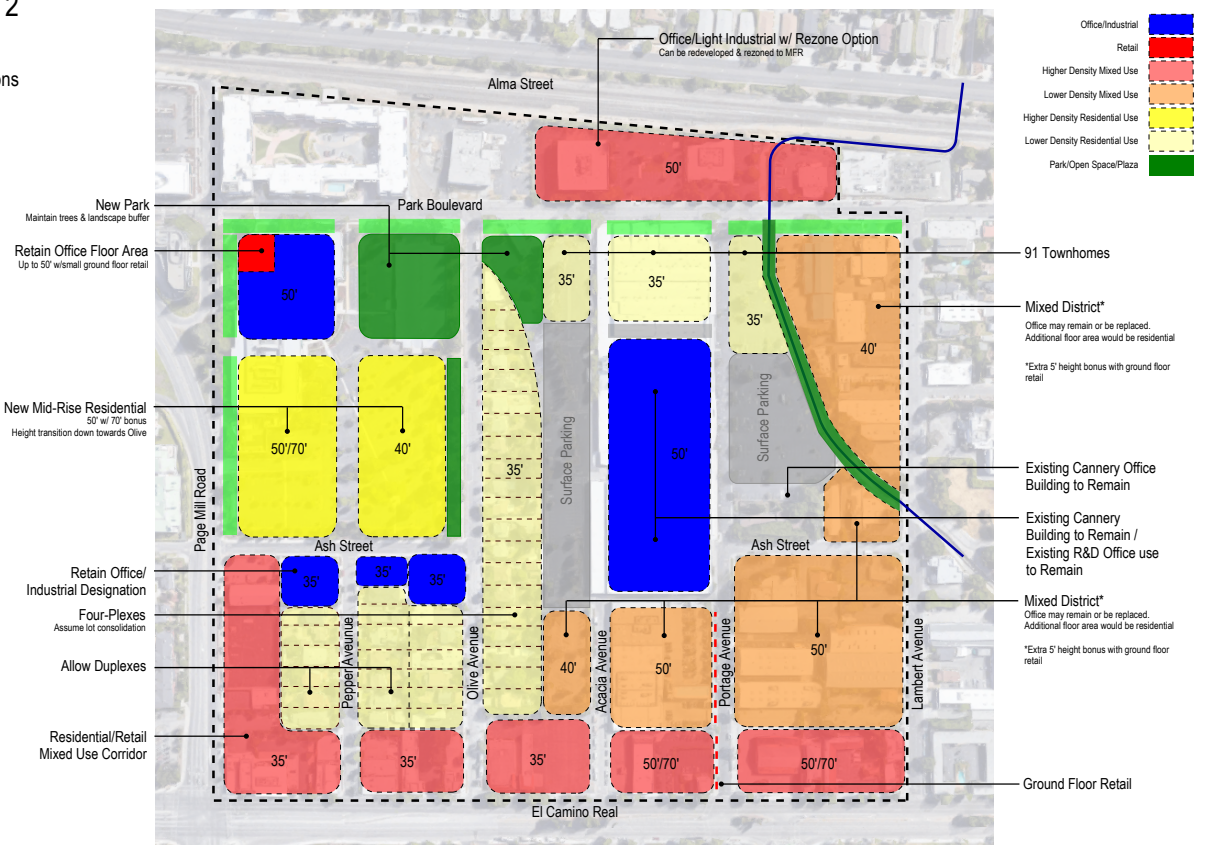 2
ons
Office/Industrial
Retail
Higher Density Mixed Use
Lower Density Mixed Use
Higher Density Residential Use
Lower Density Residential Use
Park/Open Space/Plaza
Office/Light Industrial w/ Rezone Option
Can be redeveloped & rezoned to MFR
Alma Street
50'
New Park
Maintain trees & landscape buffer
Park Boulevard
Retain Office Floor Area
Up to 50' w/small ground floor retail
50'
35'
35'
35'
91 Townhomes
Mixed District*
Office may remain or be replaced.
Additional floor area would be residential
*Extra 5' height bonus with ground floor
retail
40'
New Mid-Rise Residential
50' w/ 70' bonus
Height transition down towards Olive
50'/70'
40'
35'
Surface Parking
50'
Surface Parking
Existing Cannery Office
Building to Remain
Existing Cannery
Building to Remain /
Existing R&D Office use
to Remain
Page Mill Road
Ash Street
Ash Street
Retain Office/
Industrial Designation
35'
35'
35'
Four-Plexes
Assume lot consolidation
Mixed District*
Office may remain or be replaced.
Additional floor area would be residential
*Extra 5' height bonus with ground floor
retail
Allow Duplexes
Pepper Aveunue
Olive Avenue
40'
Acacia Avenue
50'
Portage Avenue
50'
Lambert Avenue
Residential/Retail
Mixed Use Corridor
35'
35'
35'
50'/70'
50'/70'
Ground Floor Retail
El Camino Real